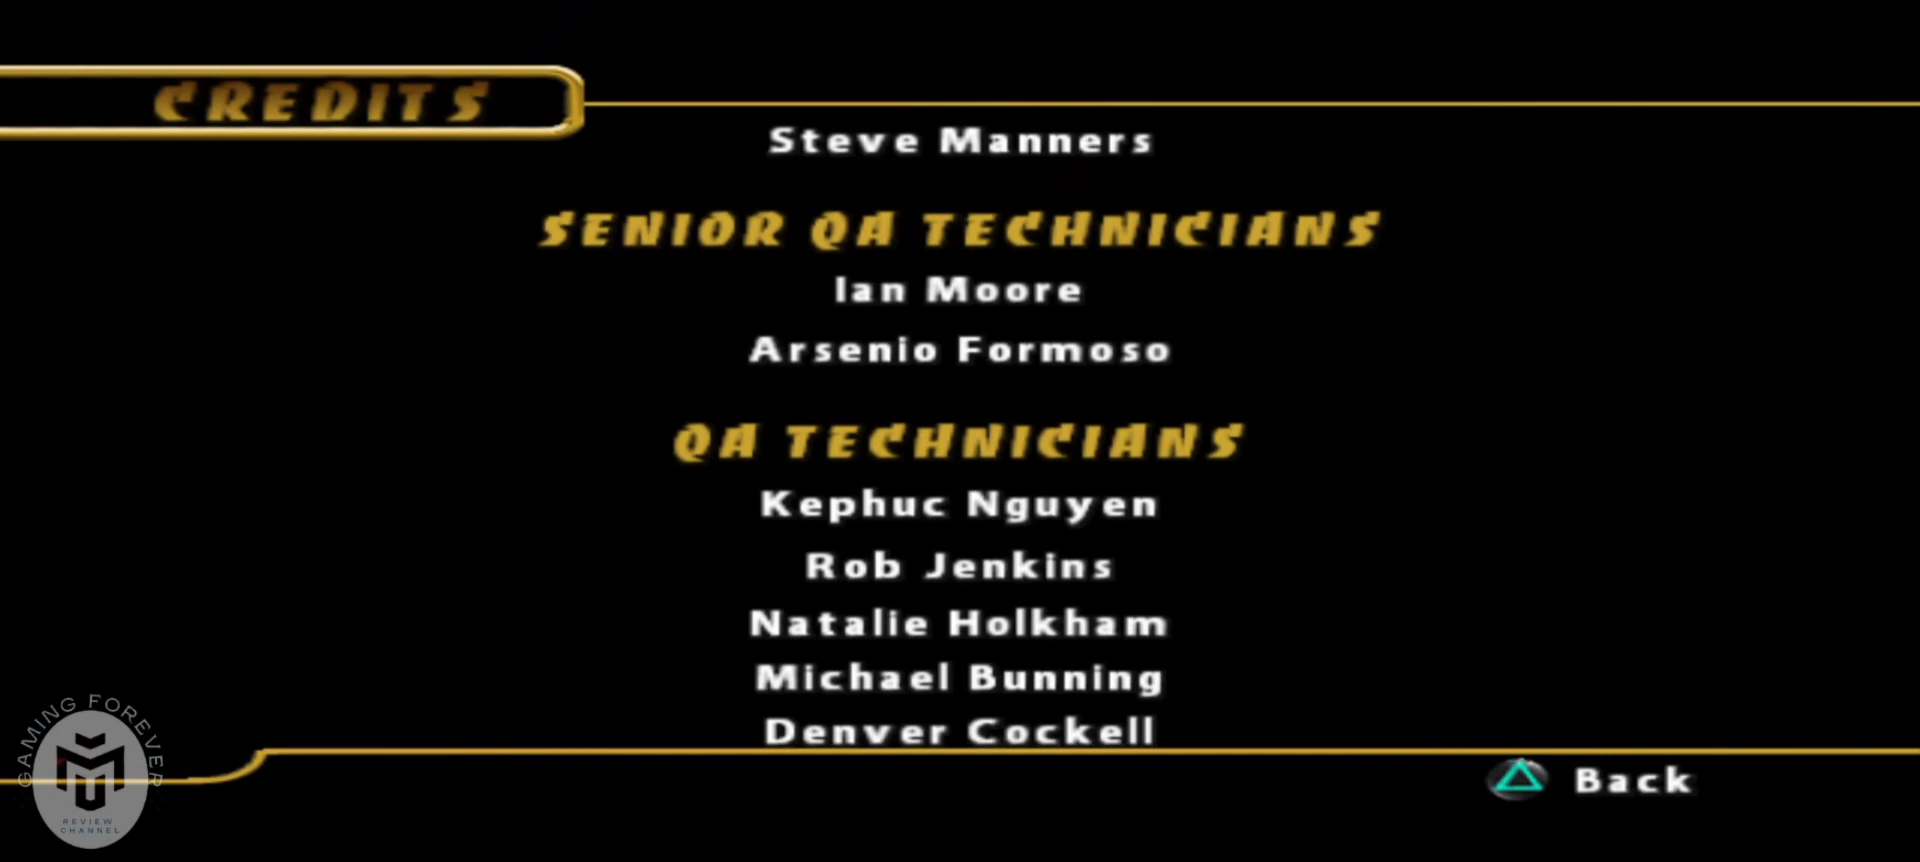 CREDITS
Steve Manners
SENIOR QA TECHNICIANS
Ian Moore
Arsenio Formoso
QA TECHNICIANS
Kephuc Nguyen
Rob Jenkins
Natalie Holkham
Michael Bunning
Denver Cockell
GAMING FOREVER
REVIEW
CHANNEL
Back